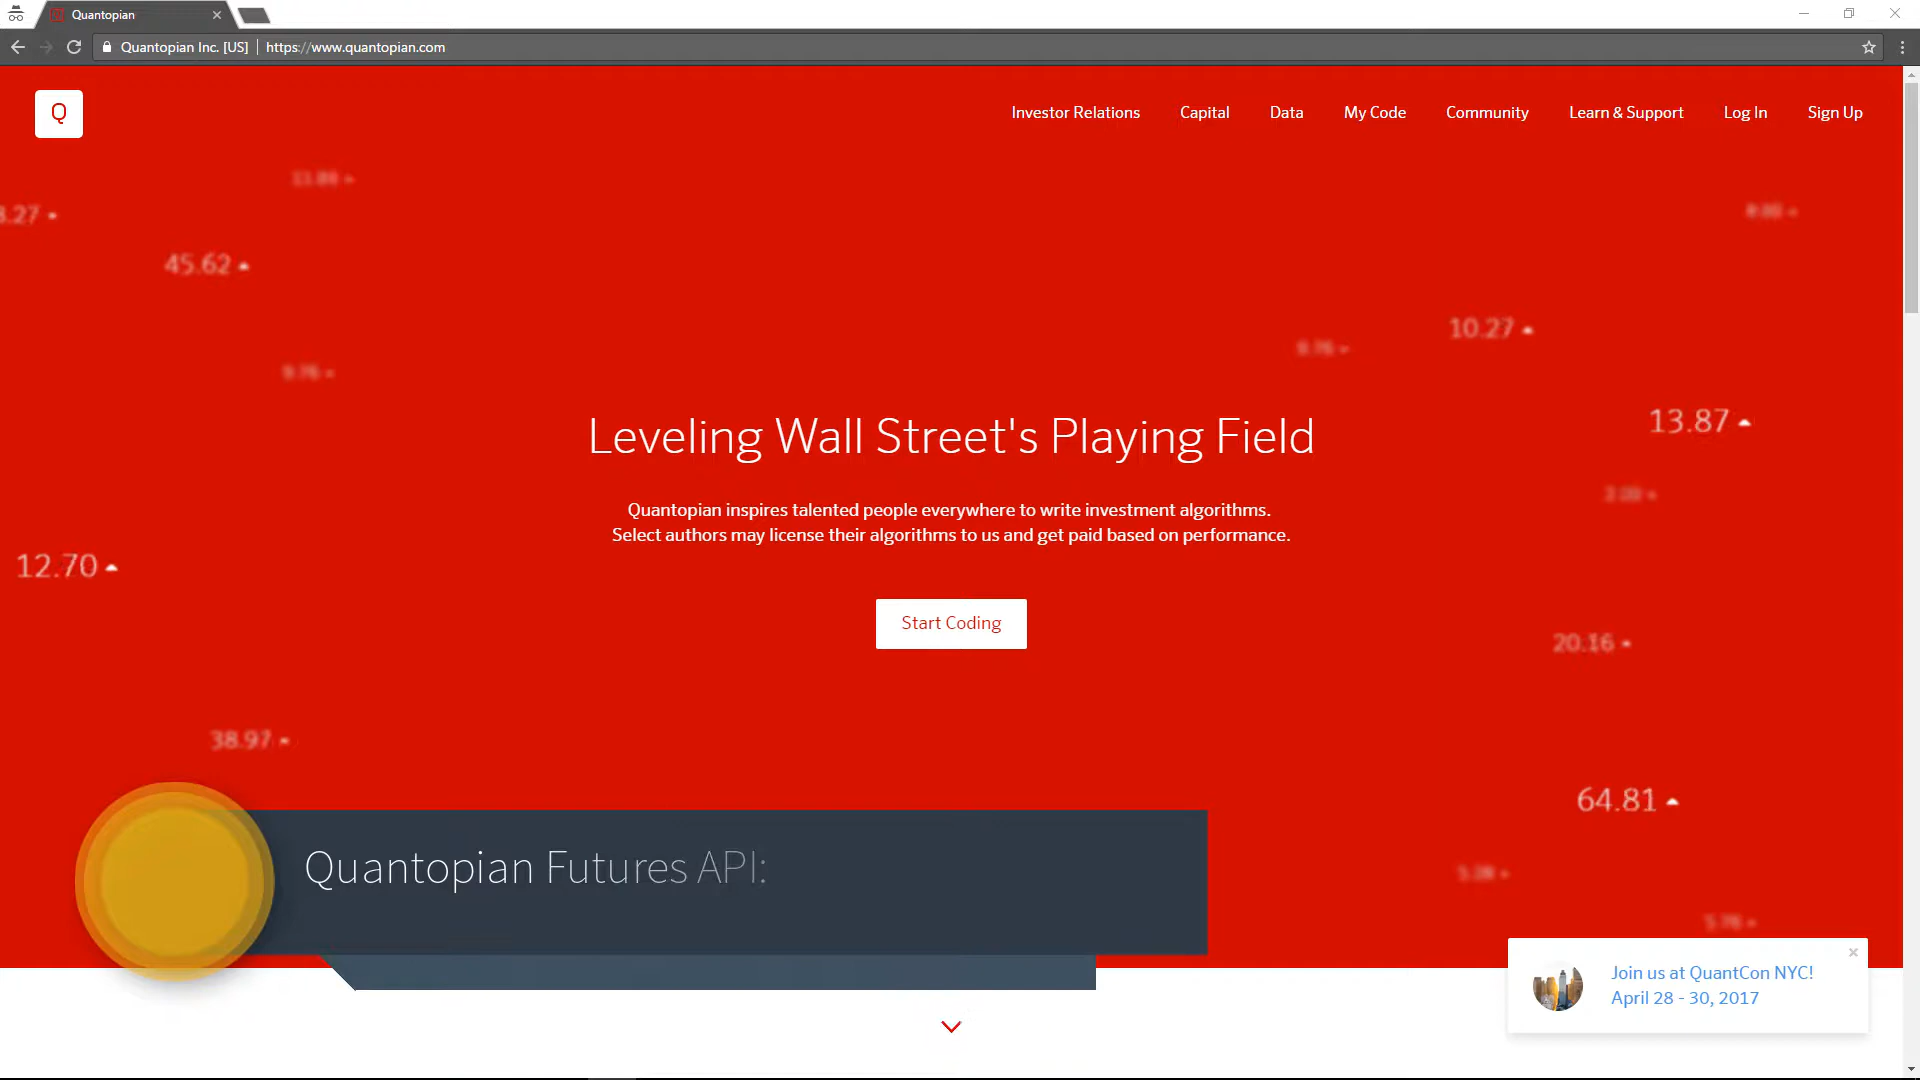 Quantopian
Quantopian Inc. [US] https://www.quantopian.com
Q
Investor Relations
Capital
Data
My Code
Community
Learn & Support
Log In
Sign Up
45.62
10.27
13.87
Leveling Wall Street's Playing Field
Quantopian inspires talented people everywhere to write investment algorithms.
Select authors may license their algorithms to us and get paid based on performance.
12.70
Start Coding
20.16
38.97
64.81
Quantopian Futures API:
Join us at QuantCon NYC!
April 28 - 30, 2017